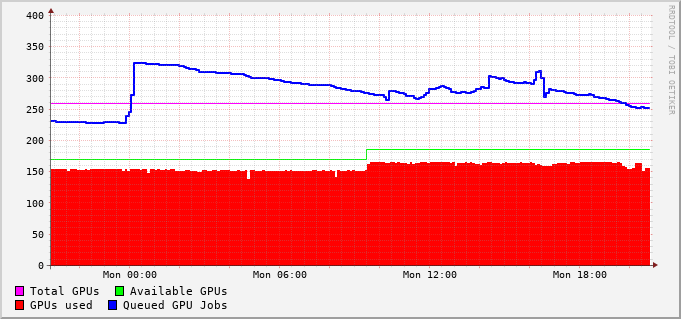 400
350
300
250
200
150
100
50
0
Mon 00:00 Mon 06:00 Mon 12:00 Mon 18:00
Total GPUs Available GPUs
GPUs used Queued GPU Jobs
RRDTOOL / TOBI OETIKER